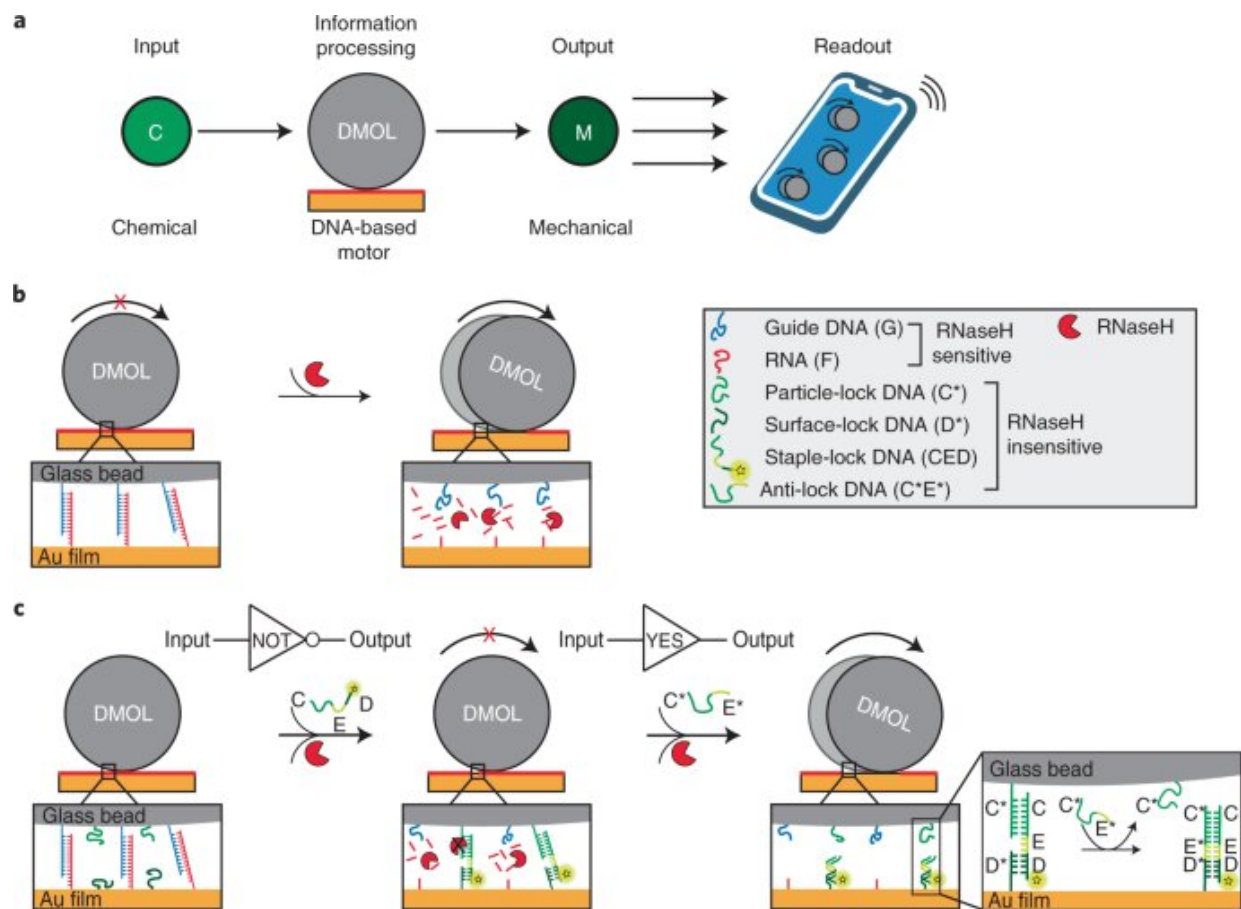 a
Input
Information
processing
Output
Readout
C
DMOL
M
Chemical
DNA-based
motor
Mechanical
b
DMOL
DMOL
Glass bead
Au film
Guide DNA (G)
RNA (F)
RNaseH
sensitive
RNaseH
Particle-lock DNA (C*)
Surface-lock DNA (D*)
Staple-lock DNA (CED)
Anti-lock DNA (C*E*)
RNaseH
insensitive
c
Input NOT Output
Input YES Output
DMOL
C
E
D
DMOL
C*
E*
DMOL
Glass bead
Au film
Glass bead
C* C C* C* C* C
E E* E* E
D* D D* D
Au film